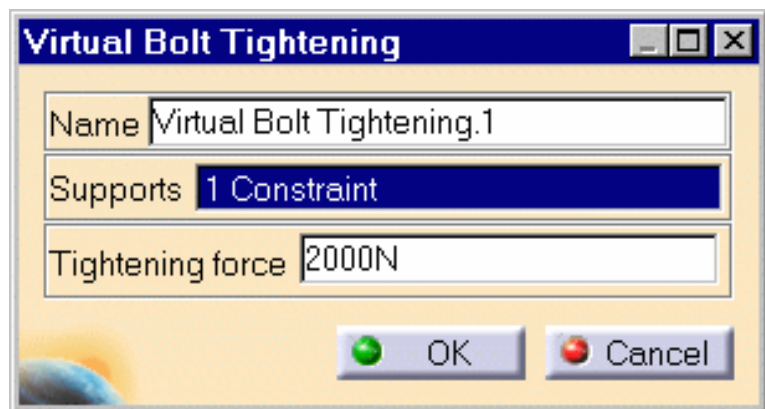 Virtual Bolt Tightening
Name Virtual Bolt Tightening.1
Supports 1 Constraint
Tightening force 2000N
OK Cancel